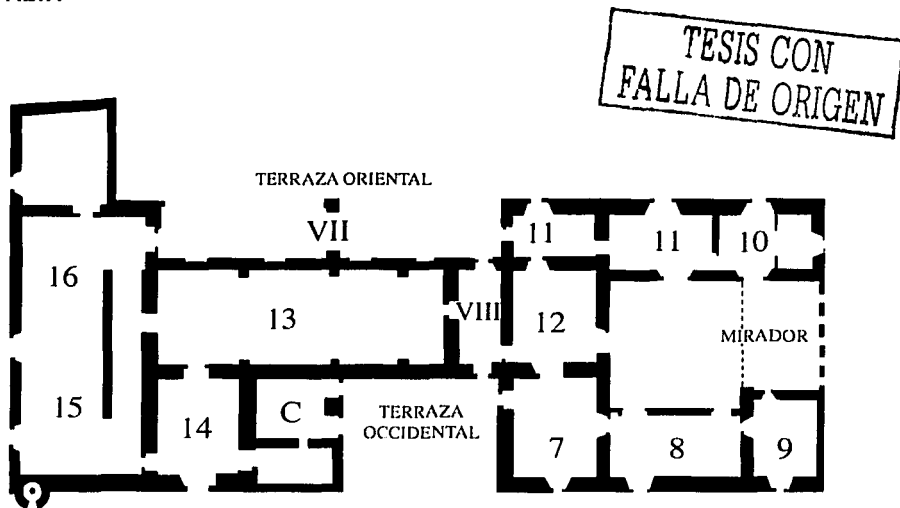 TESIS CON
FALLA DE ORIGEN
TERRAZA ORIENTAL
VII
11
11
10
16
13
VIII
12
MIRADOR
15
14
C
TERRAZA
OCCIDENTAL
7
8
9